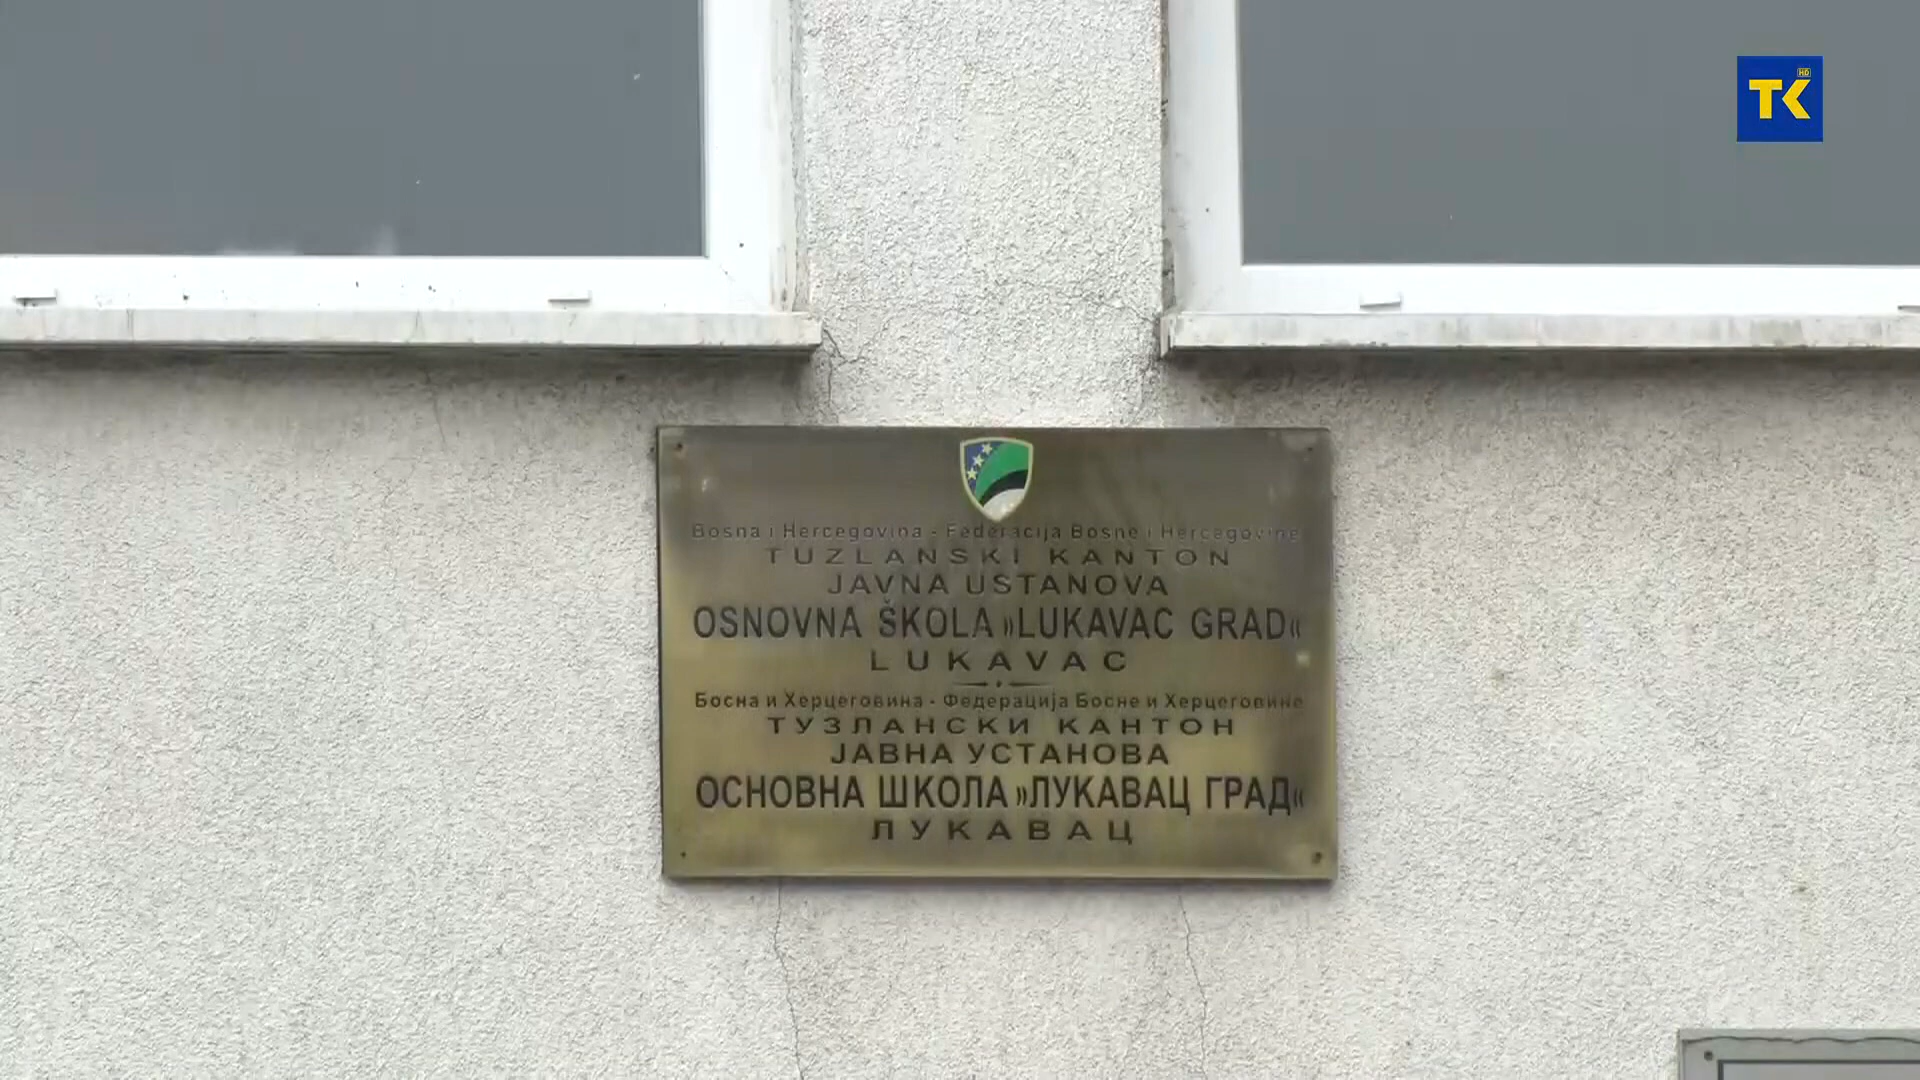 TK HD
Bosna i Hercegovina - Federacija Bosne i Hercegovine
TUZLANSKI KANTON
JAVNA USTANOVA
OSNOVNA ŠKOLA »LUKAVAC GRAD«
LUKAVAC
Босна и Херцеговина - Федерација Босне и Херцеговине
ТУЗЛАНСКИ КАНТОН
ЈАВНА УСТАНОВА
ОСНОВНА ШКОЛА »ЛУКАВАЦ ГРАД«
ЛУКАВАЦ